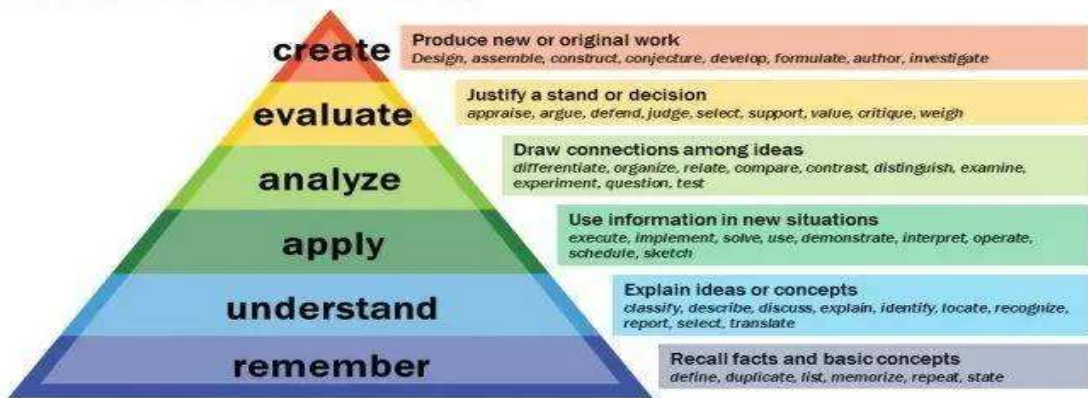 create
Produce new or original work
Design, assemble, construct, conjecture, develop, formulate, author, investigate
evaluate
Justify a stand or decision
appraise, argue, defend, judge, select, support, value, critique, weigh
analyze
Draw connections among ideas
differentiate, organize, relate, compare, contrast, distinguish, examine,
experiment, question, test
apply
Use information in new situations
execute, implement, solve, use, demonstrate, interpret, operate,
schedule, sketch
understand
Explain ideas or concepts
classify, describe, discuss, explain, identify, locate, recognize,
report, select, translate
remember
Recall facts and basic concepts
define, duplicate, list, memorize, repeat, state